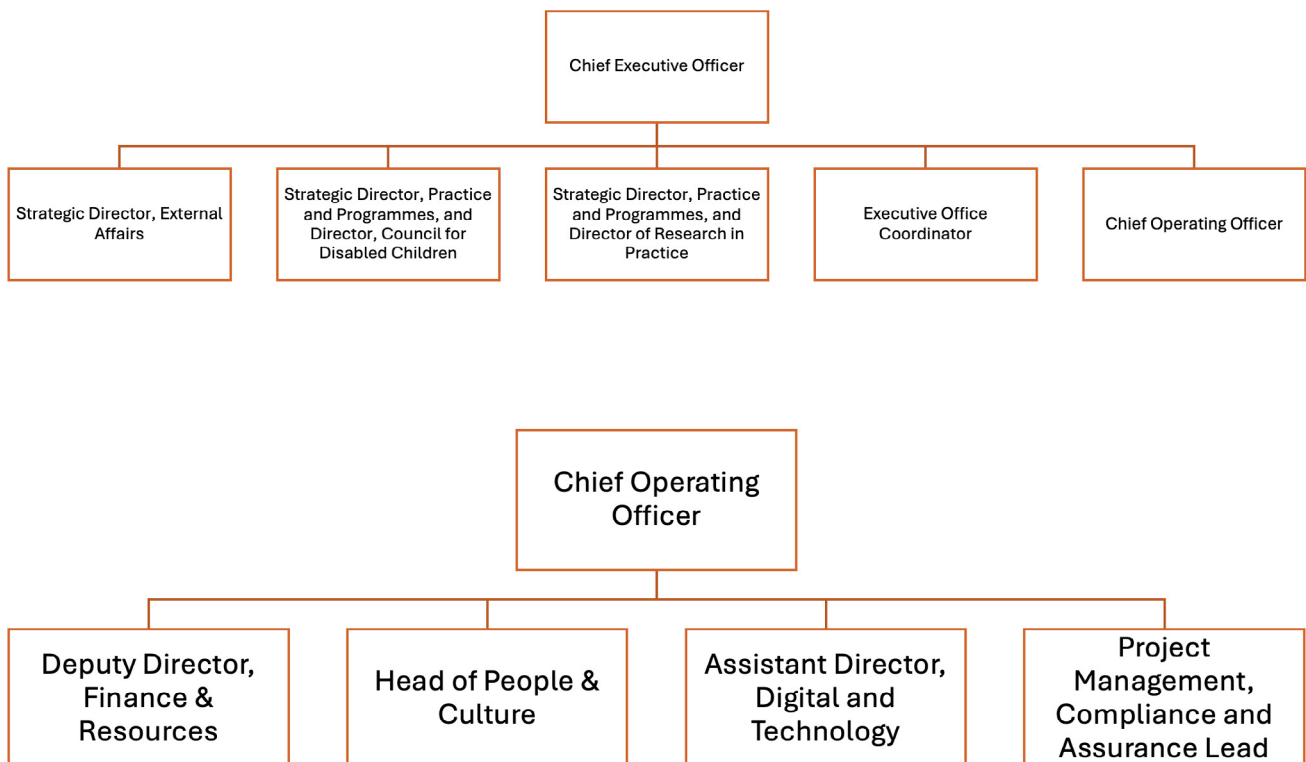 Chief Executive Officer
Strategic Director, External
Affairs
Strategic Director, Practice
and Programmes, and
Director, Council for
Disabled Children
Strategic Director, Practice
and Programmes, and
Director of Research in
Practice
Executive Office
Coordinator
Chief Operating Officer
Chief Operating
Officer
Deputy Director,
Finance &
Resources
Head of People &
Culture
Assistant Director,
Digital and
Technology
Project
Management,
Compliance and
Assurance Lead